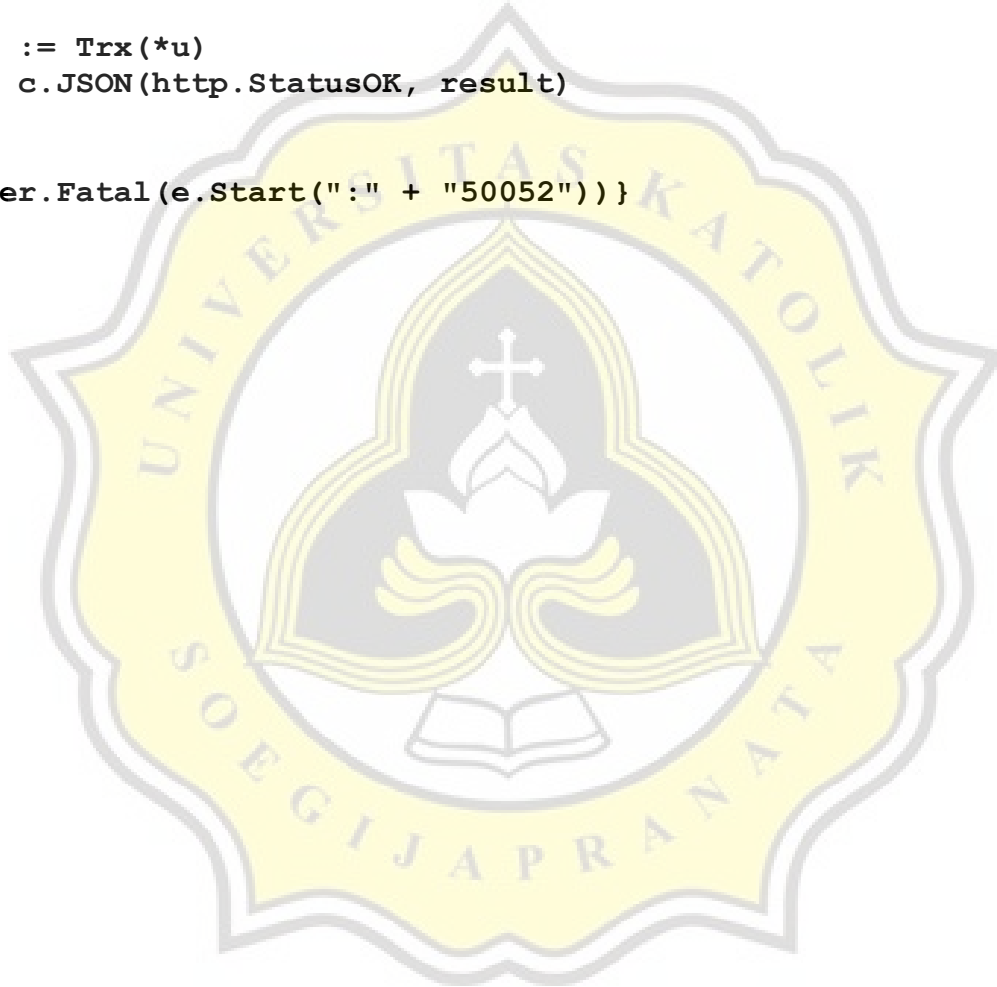 := Trx(*u)
c.JSON(http.StatusOK, result)
er.Fatal(e.Start(":" + "50052"))}
UNIVERSITAS KATOLIK
SOEGIJAPRANATA